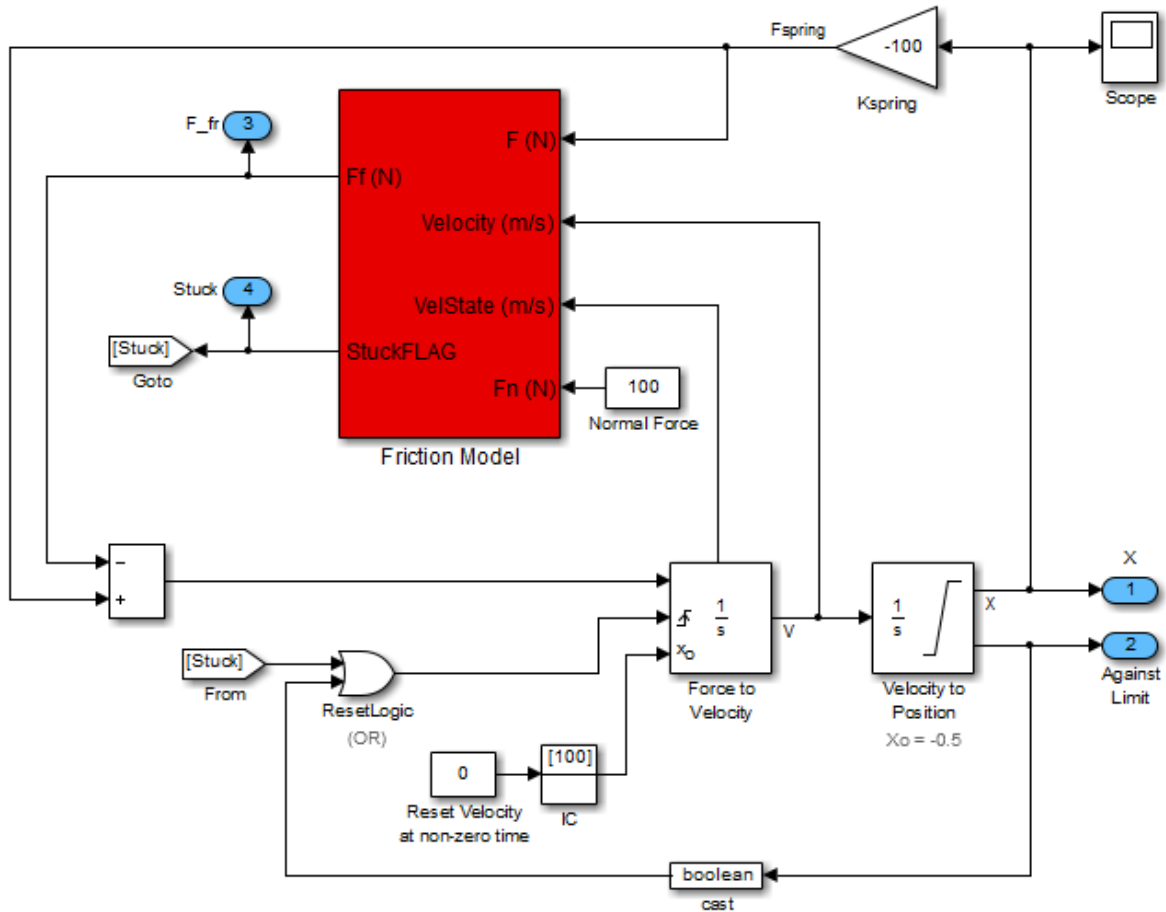 Fspring
-100
Kspring
Scope
F_fr
3
F (N)
Ff (N)
Velocity (m/s)
Stuck
4
VelState (m/s)
[Stuck]
StuckFLAG
Goto
Fn (N)
100
Normal Force
Friction Model
−
+
1
s
xo
V
Force to
Velocity
1
s
X
Velocity to
Position
Xo = -0.5
X
1
2
Against
Limit
[Stuck]
From
ResetLogic
(OR)
0
Reset Velocity
at non-zero time
[100]
IC
boolean
cast